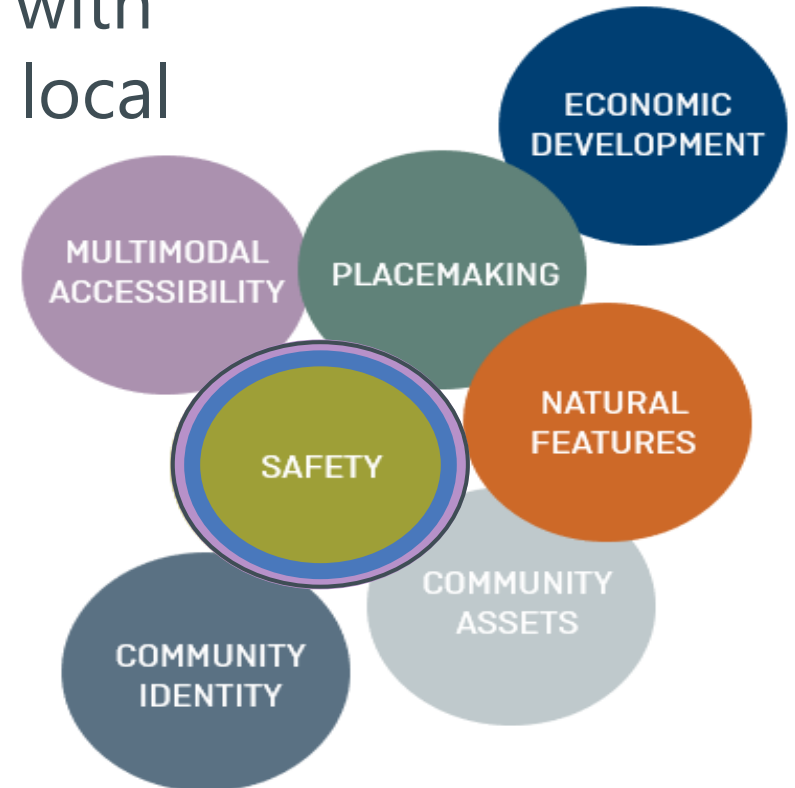 with
local
ECONOMIC
DEVELOPMENT
MULTIMODAL
ACCESSIBILITY
PLACEMAKING
NATURAL
FEATURES
SAFETY
COMMUNITY
ASSETS
COMMUNITY
IDENTITY